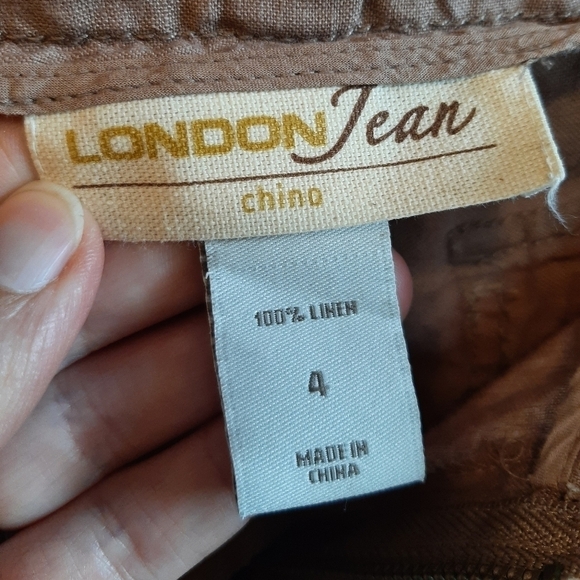 LONDON Jean
chino
100% LINEN
4
MADE IN
CHINA